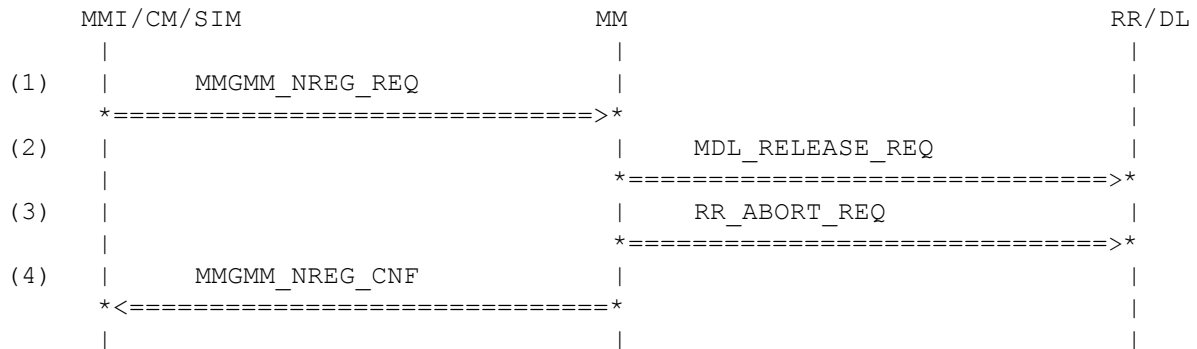 MMI/CM/SIM MM RR/DL
| | |
(1) | MMGMM_NREG_REQ | |
*==============================>* |
(2) | | MDL_RELEASE_REQ |
| *==============================>*
(3) | | RR_ABORT_REQ |
| *==============================>*
(4) | MMGMM_NREG_CNF | |
*<==============================* |
| | |